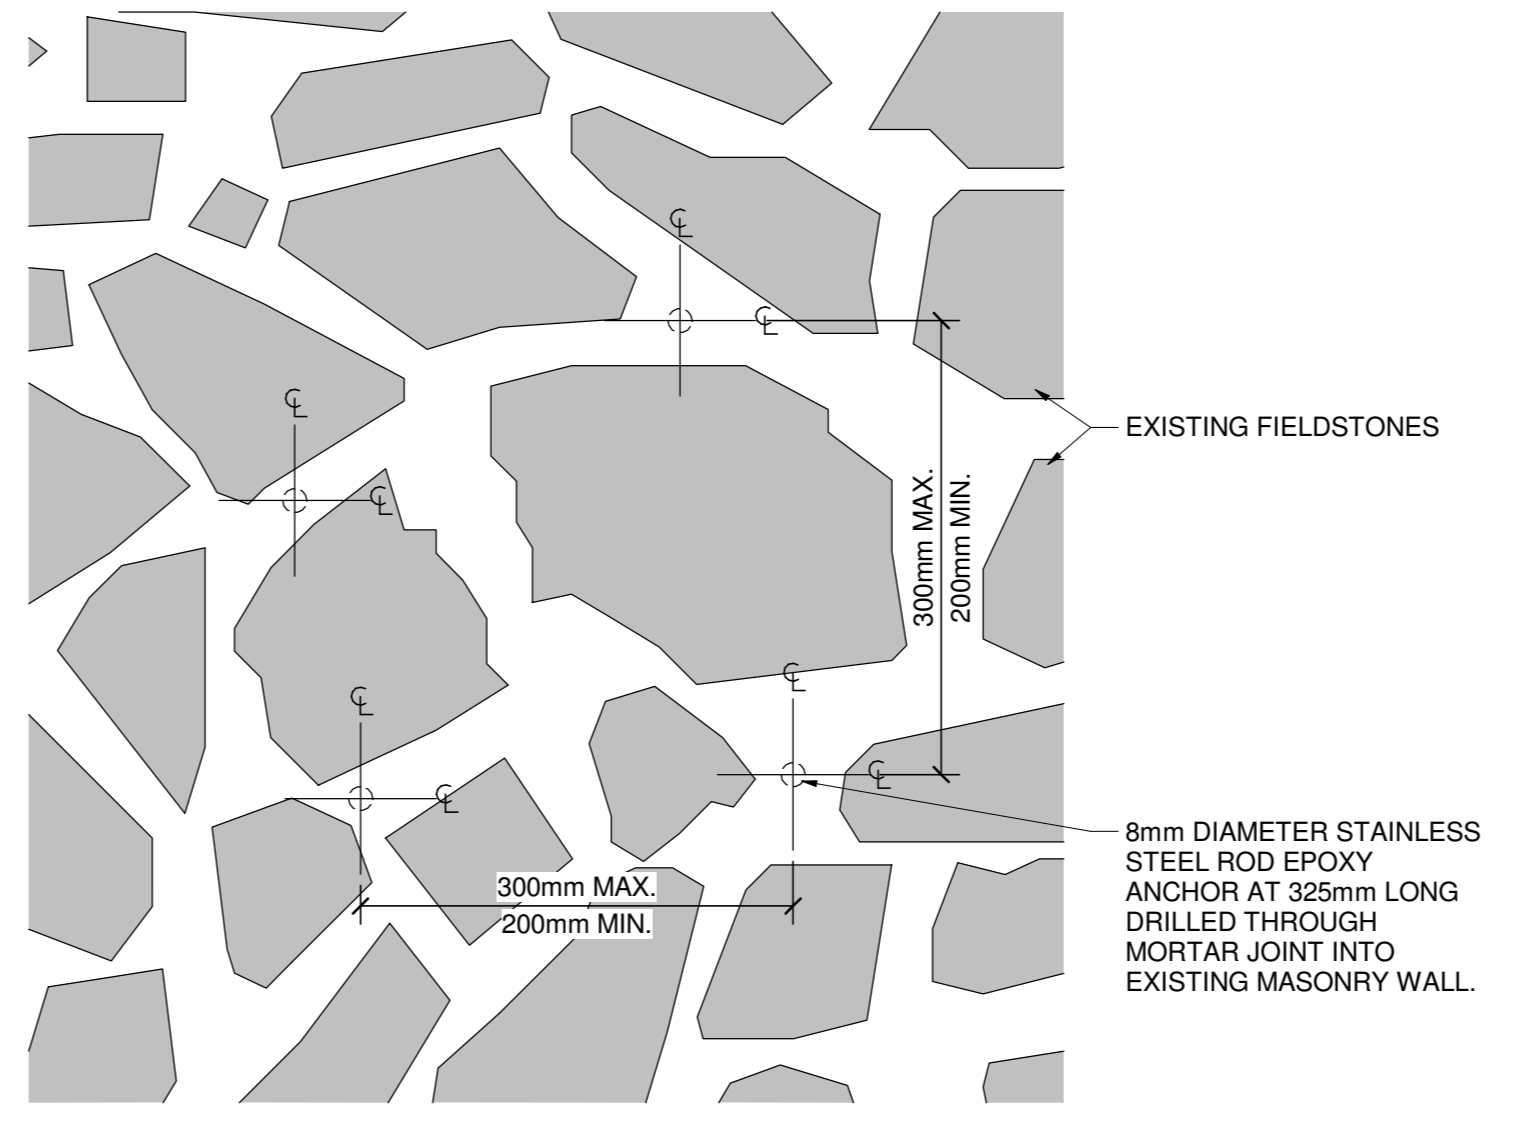 ℄
℄
℄
℄
EXISTING FIELDSTONES
300mm MAX.
200mm MIN.
℄
℄
℄
℄
300mm MAX.
200mm MIN.
8mm DIAMETER STAINLESS
STEEL ROD EPOXY
ANCHOR AT 325mm LONG
DRILLED THROUGH
MORTAR JOINT INTO
EXISTING MASONRY WALL.